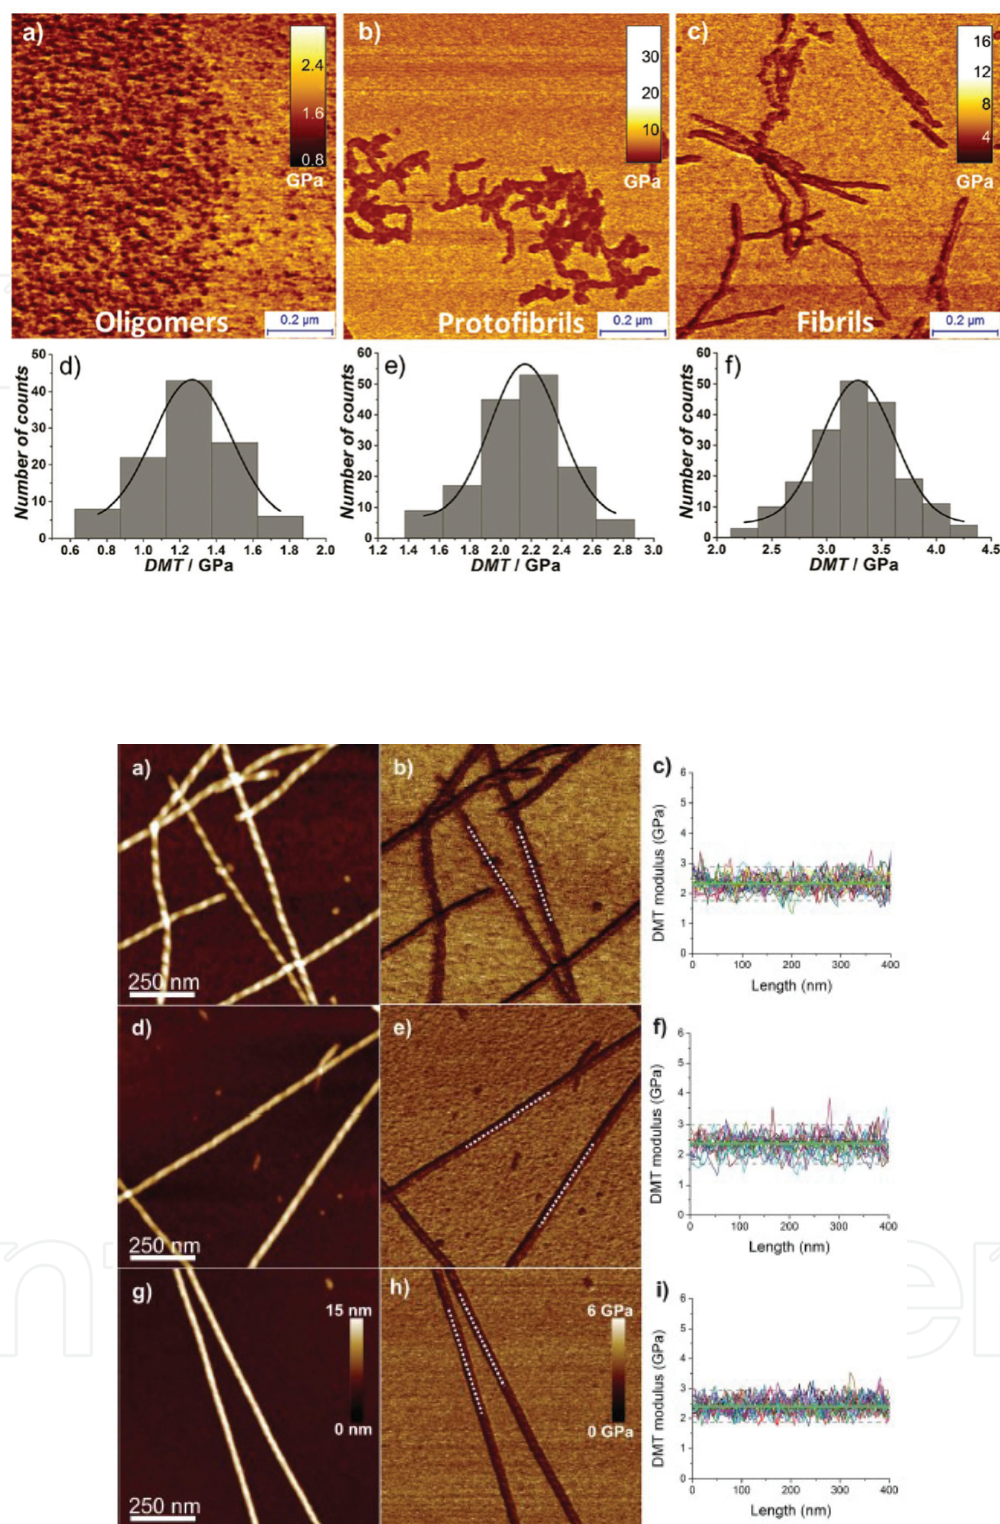 a) b) c)
2.4 1.6 0.8 GPa
30 20 10 GPa
16 12 8 4 GPa
Oligomers 0.2 µm Protofibrils 0.2 µm Fibrils 0.2 µm
d)
Number of counts
50 40 30 20 10 0
0.6 0.8 1.0 1.2 1.4 1.6 1.8 2.0
DMT / GPa
e)
Number of counts
60 50 40 30 20 10 0
1.2 1.4 1.6 1.8 2.0 2.2 2.4 2.6 2.8 3.0
DMT / GPa
f)
Number of counts
60 50 40 30 20 10 0
2.0 2.5 3.0 3.5 4.0 4.5
DMT / GPa
a) b) c)
250 nm
DMT modulus (GPa)
6 5 4 3 2 1 0
0 100 200 300 400
Length (nm)
d) e) f)
250 nm
DMT modulus (GPa)
6 5 4 3 2 1 0
0 100 200 300 400
Length (nm)
g) h) i)
15 nm
0 nm
250 nm
6 GPa
0 GPa
DMT modulus (GPa)
6 5 4 3 2 1 0
0 100 200 300 400
Length (nm)